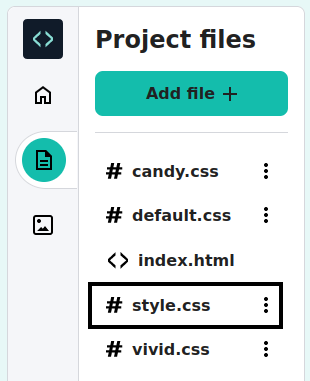 Project files
Add file +
# candy.css
# default.css
<> index.html
# style.css
# vivid.css